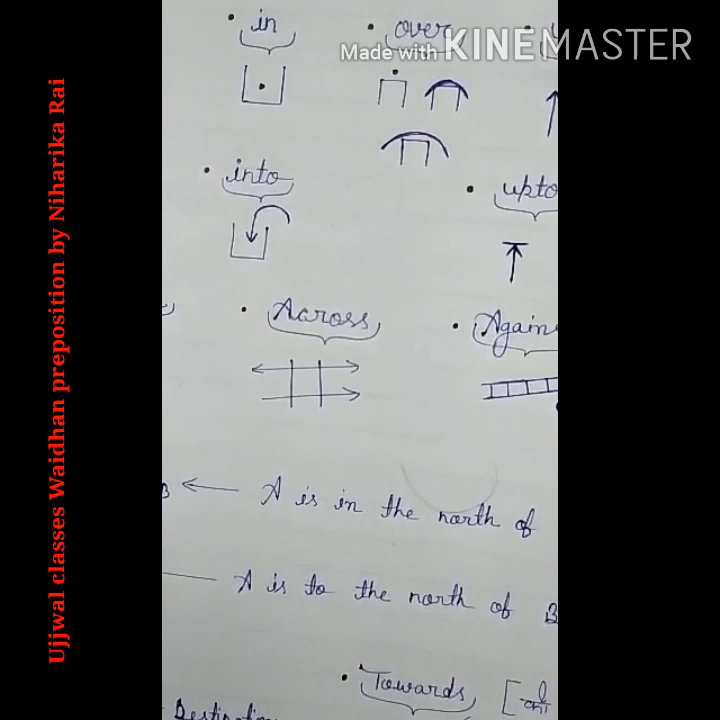 Ujjwal classes Waidhan preposition by Niharika Rai
Made with KINEMASTER
• in
• over
• into
• upto
• Across
• Again
A is in the north of
A is to the north of B
• Towards